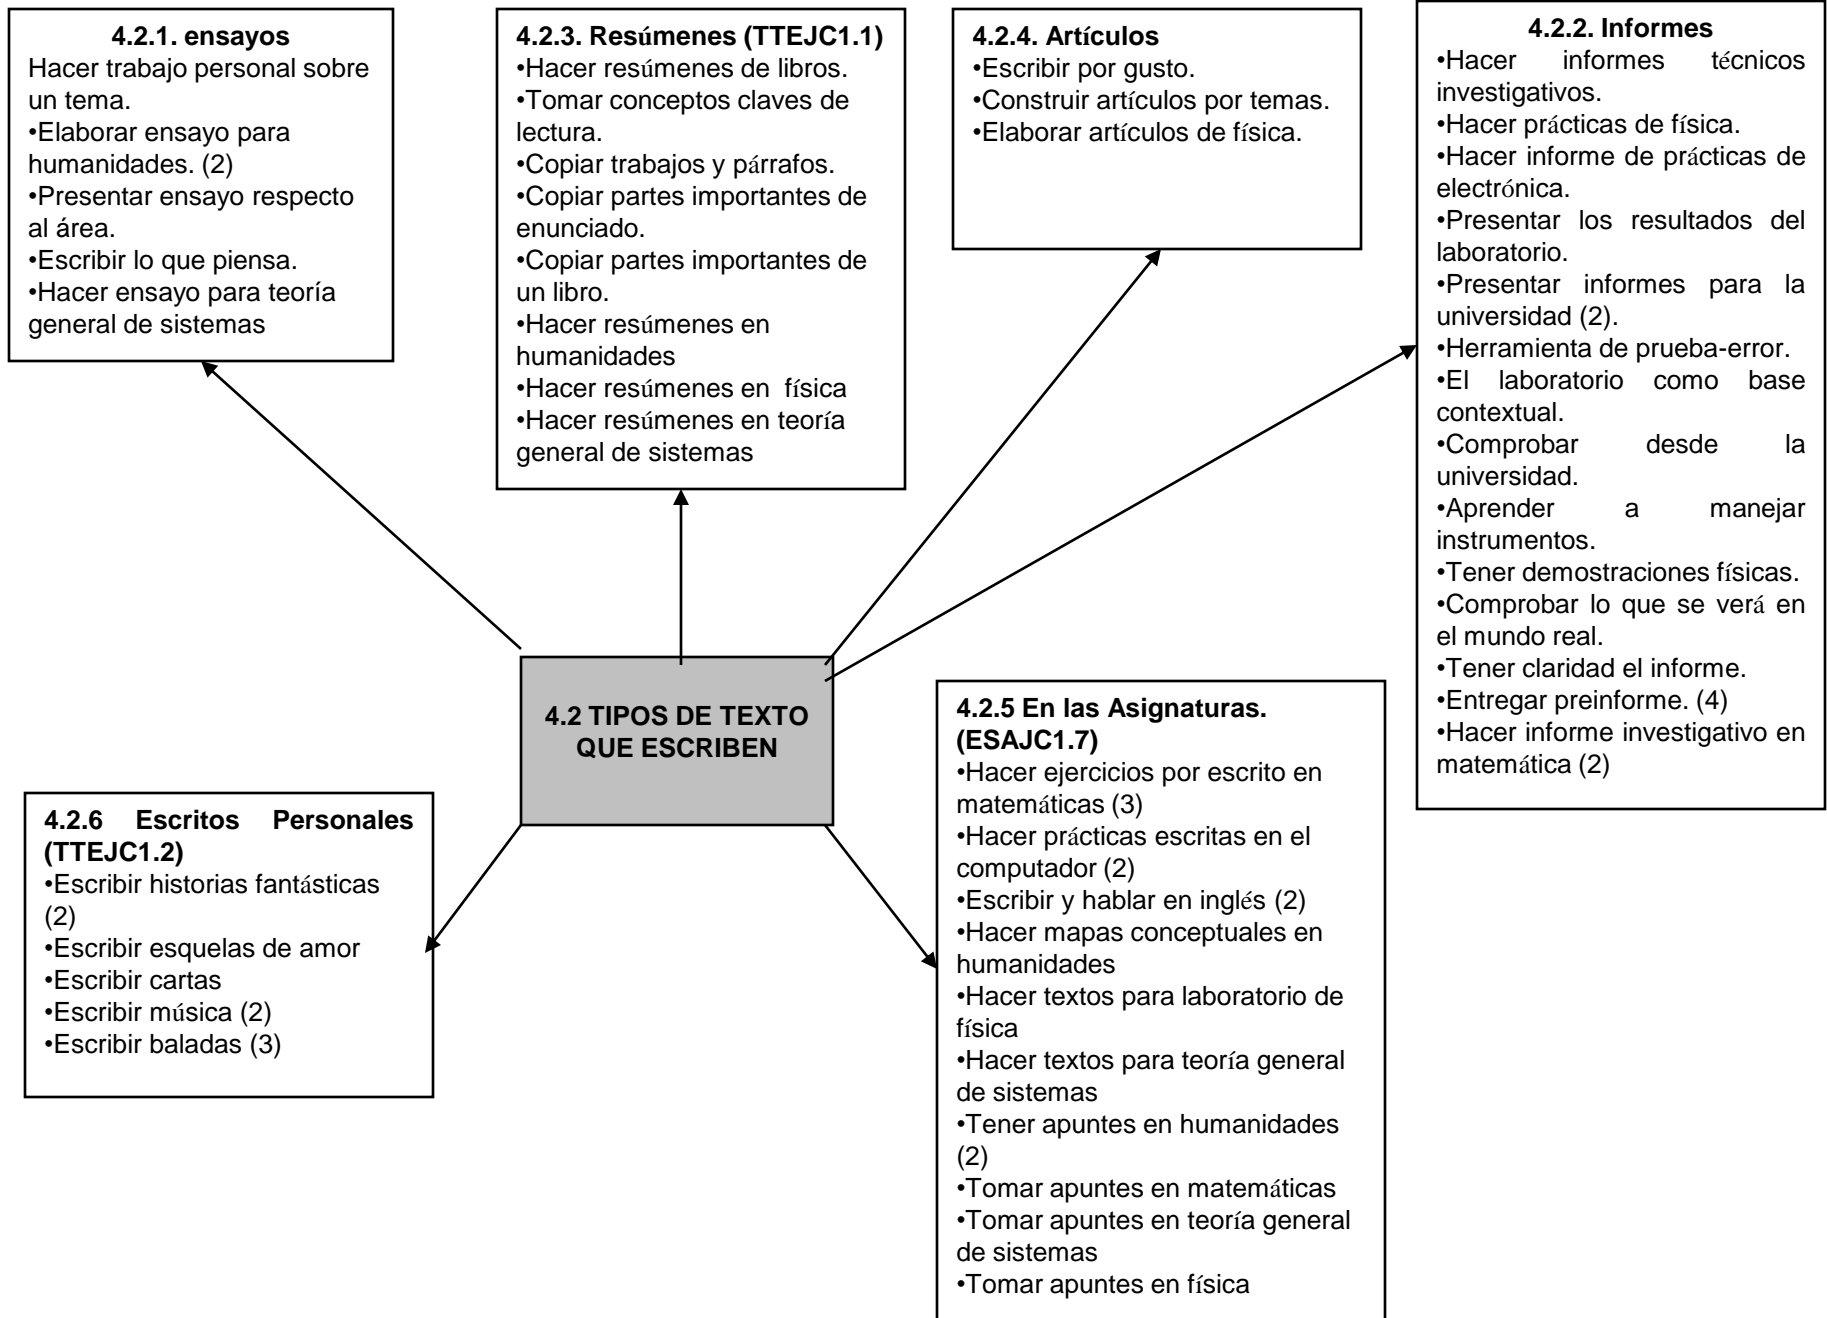 4.2.1. ensayos
Hacer trabajo personal sobre
un tema.
•Elaborar ensayo para
humanidades. (2)
•Presentar ensayo respecto
al área.
•Escribir lo que piensa.
•Hacer ensayo para teoría
general de sistemas
4.2.3. Resúmenes (TTEJC1.1)
•Hacer resúmenes de libros.
•Tomar conceptos claves de
lectura.
•Copiar trabajos y párrafos.
•Copiar partes importantes de
enunciado.
•Copiar partes importantes de
un libro.
•Hacer resúmenes en
humanidades
•Hacer resúmenes en física
•Hacer resúmenes en teoría
general de sistemas
4.2.4. Artículos
•Escribir por gusto.
•Construir artículos por temas.
•Elaborar artículos de física.
4.2.2. Informes
•Hacer informes técnicos
investigativos.
•Hacer prácticas de física.
•Hacer informe de prácticas de
electrónica.
•Presentar los resultados del
laboratorio.
•Presentar informes para la
universidad (2).
•Herramienta de prueba-error.
•El laboratorio como base
contextual.
•Comprobar desde la
universidad.
•Aprender a manejar
instrumentos.
•Tener demostraciones físicas.
•Comprobar lo que se verá en
el mundo real.
•Tener claridad el informe.
•Entregar preinforme. (4)
•Hacer informe investigativo en
matemática (2)
4.2 TIPOS DE TEXTO
QUE ESCRIBEN
4.2.6 Escritos Personales
(TTEJC1.2)
•Escribir historias fantásticas
(2)
•Escribir esquelas de amor
•Escribir cartas
•Escribir música (2)
•Escribir baladas (3)
4.2.5 En las Asignaturas.
(ESAJC1.7)
•Hacer ejercicios por escrito en
matemáticas (3)
•Hacer prácticas escritas en el
computador (2)
•Escribir y hablar en inglés (2)
•Hacer mapas conceptuales en
humanidades
•Hacer textos para laboratorio de
física
•Hacer textos para teoría general
de sistemas
•Tener apuntes en humanidades
(2)
•Tomar apuntes en matemáticas
•Tomar apuntes en teoría general
de sistemas
•Tomar apuntes en física